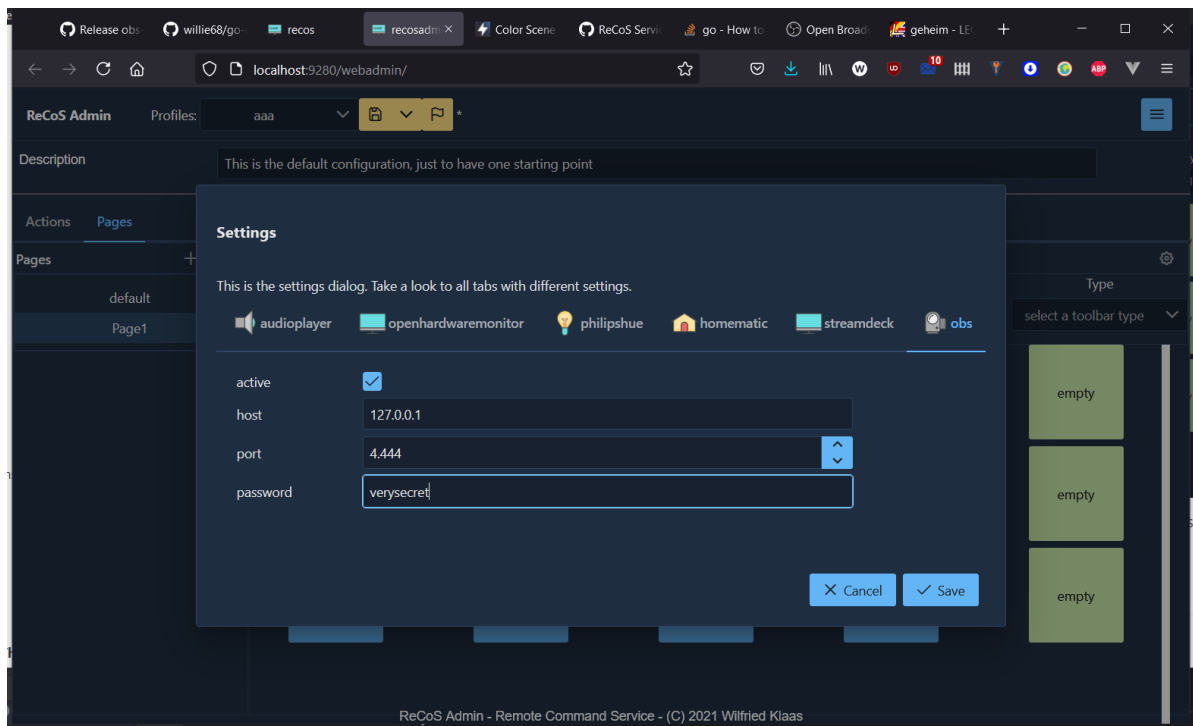 Release obs- willie68/go- recos recosadm Color Scene ReCoS Servic go - How to Open Broad geheim - LEO
localhost:9280/webadmin/ 10 ABP
ReCoS Admin Profiles: aaa *
Description This is the default configuration, just to have one starting point
Actions Pages
Settings
Pages
This is the settings dialog. Take a look to all tabs with different settings.
Type
default
audioplayer openhardwaremonitor philipshue homematic streamdeck obs
select a toolbar type
Page1
active
empty
host 127.0.0.1
port 4.444
password verysecret
empty
Cancel Save
empty
ReCoS Admin - Remote Command Service - (C) 2021 Wilfried Klaas